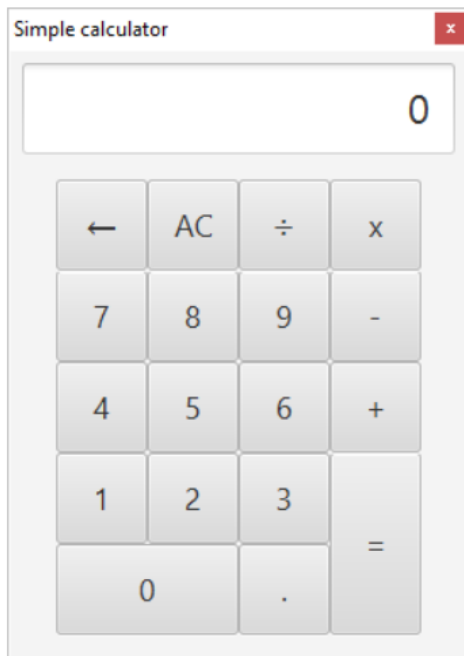 Simple calculator x
0
← AC ÷ x
7 8 9 -
4 5 6 +
1 2 3 =
0 .